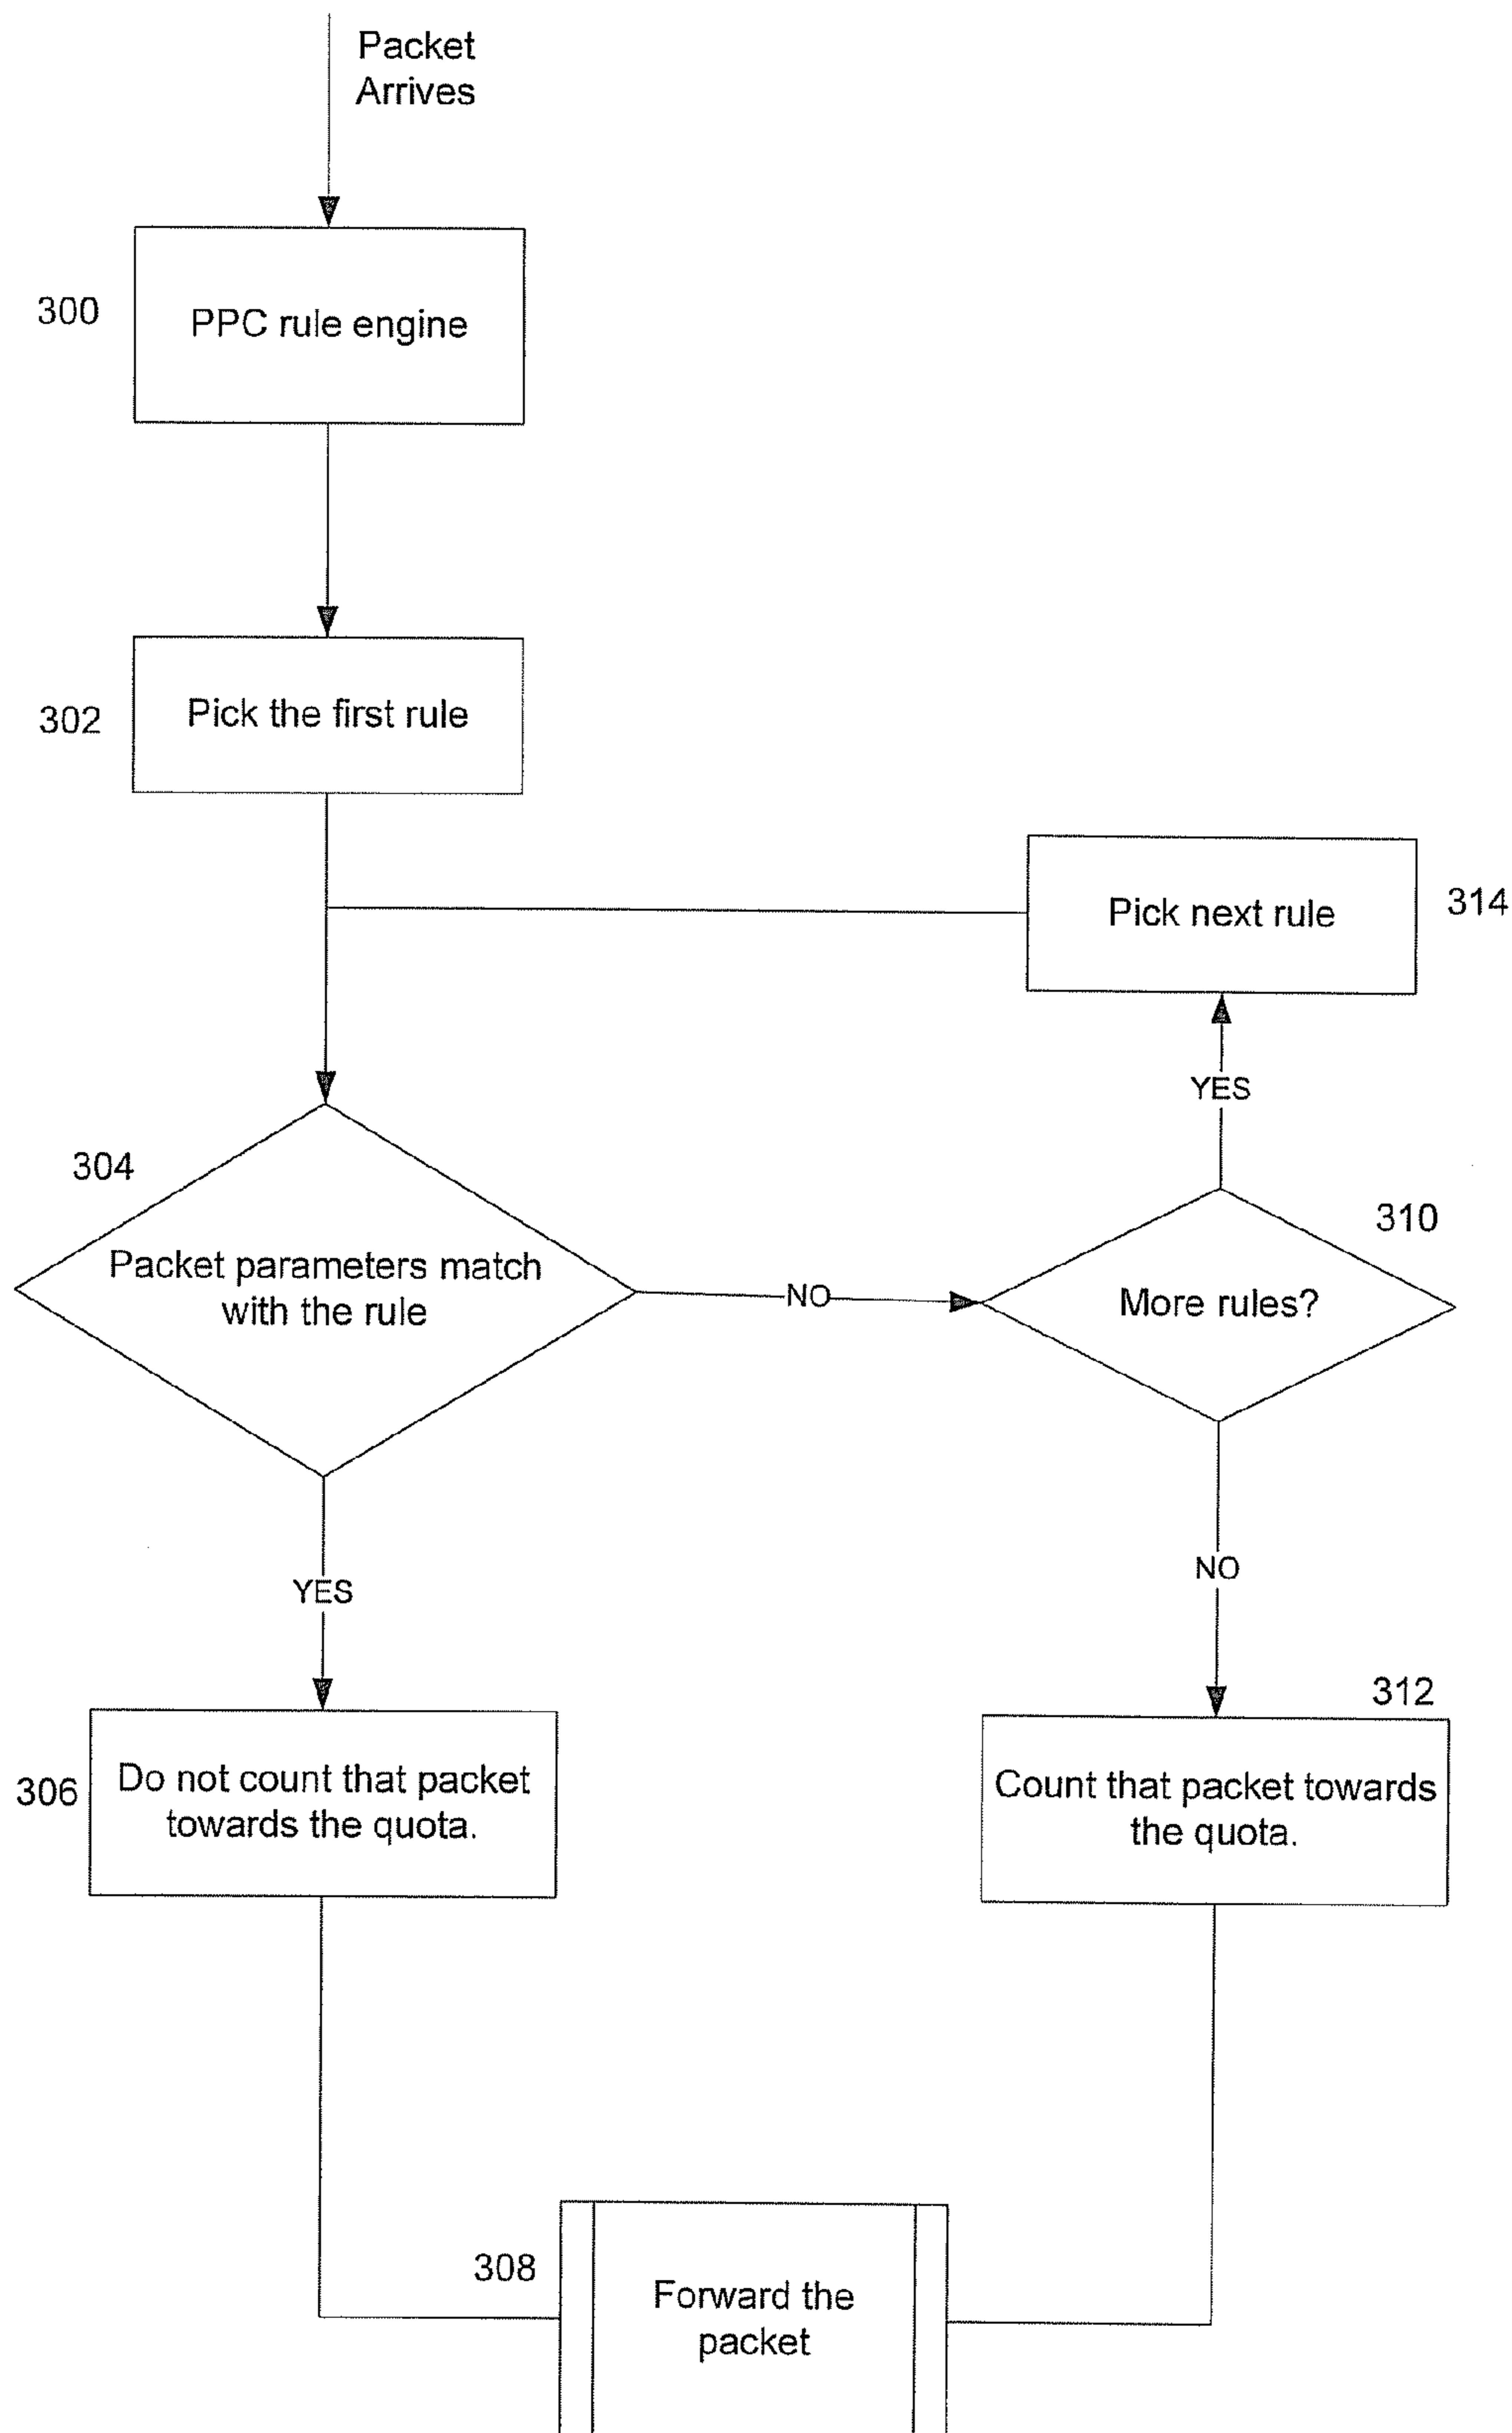 Packet
Arrives
300
PPC rule engine
302
Pick the first rule
Pick next rule
314
YES
304
310
Packet parameters match
with the rule
NO
More rules?
YES
NO
306
Do not count that packet
towards the quota.
312
Count that packet towards
the quota.
308
Forward the
packet